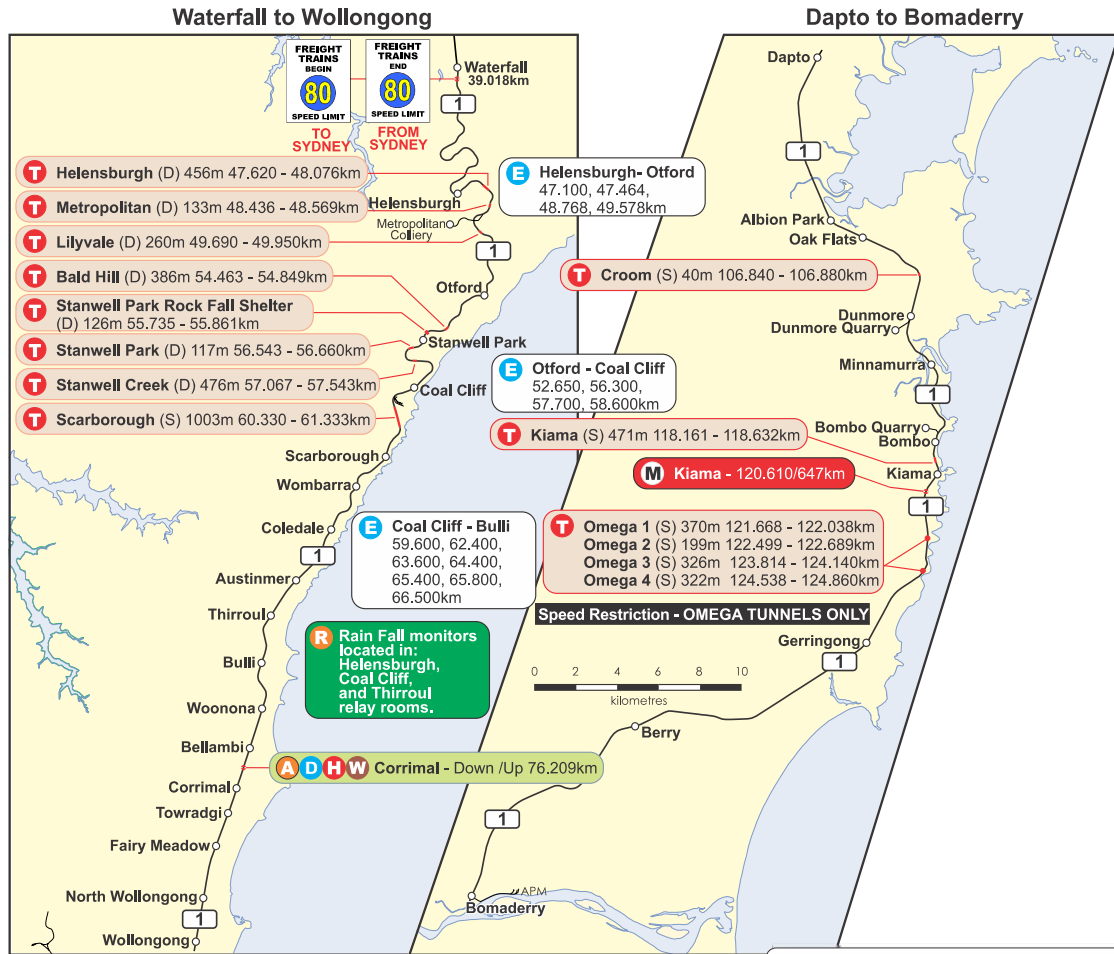 Waterfall to Wollongong
FREIGHT
TRAINS
BEGIN
80
SPEED LIMIT
TO
SYDNEY
FREIGHT
TRAINS
END
80
SPEED LIMIT
FROM
SYDNEY
Waterfall
39.018km
1
T Helensburgh (D) 456m 47.620 - 48.076km
T Metropolitan (D) 133m 48.436 - 48.569km
T Lilyvale (D) 260m 49.690 - 49.950km
T Bald Hill (D) 386m 54.463 - 54.849km
T Stanwell Park Rock Fall Shelter
(D) 126m 55.735 - 55.861km
T Stanwell Park (D) 117m 56.543 - 56.660km
T Stanwell Creek (D) 476m 57.067 - 57.543km
T Scarborough (S) 1003m 60.330 - 61.333km
E Helensburgh- Otford
47.100, 47.464,
48.768, 49.578km
Helensburgh
Metropolitan
Colliery
1
Otford
Stanwell Park
Coal Cliff
E Otford - Coal Cliff
52.650, 56.300,
57.700, 58.600km
Scarborough
Wombarra
Coledale
1
Austinmer
Thirroul
Bulli
Woonona
Bellambi
Corrimal
Towradgi
Fairy Meadow
North Wollongong
1
Wollongong
E Coal Cliff - Bulli
59.600, 62.400,
63.600, 64.400,
65.400, 65.800,
66.500km
R Rain Fall monitors
located in:
Helensburgh,
Coal Cliff,
and Thirroul
relay rooms.
A D H W Corrimal - Down /Up 76.209km
Dapto to Bomaderry
Dapto
1
Albion Park
Oak Flats
T Croom (S) 40m 106.840 - 106.880km
Dunmore
Dunmore Quarry
Minnamurra
1
Bombo Quarry
Bombo
T Kiama (S) 471m 118.161 - 118.632km
Kiama
M Kiama - 120.610/647km
1
T Omega 1 (S) 370m 121.668 - 122.038km
Omega 2 (S) 199m 122.499 - 122.689km
Omega 3 (S) 326m 123.814 - 124.140km
Omega 4 (S) 322m 124.538 - 124.860km
Speed Restriction - OMEGA TUNNELS ONLY
Gerringong
1
0 2 4 6 8 10
kilometres
Berry
1
APM
Bomaderry